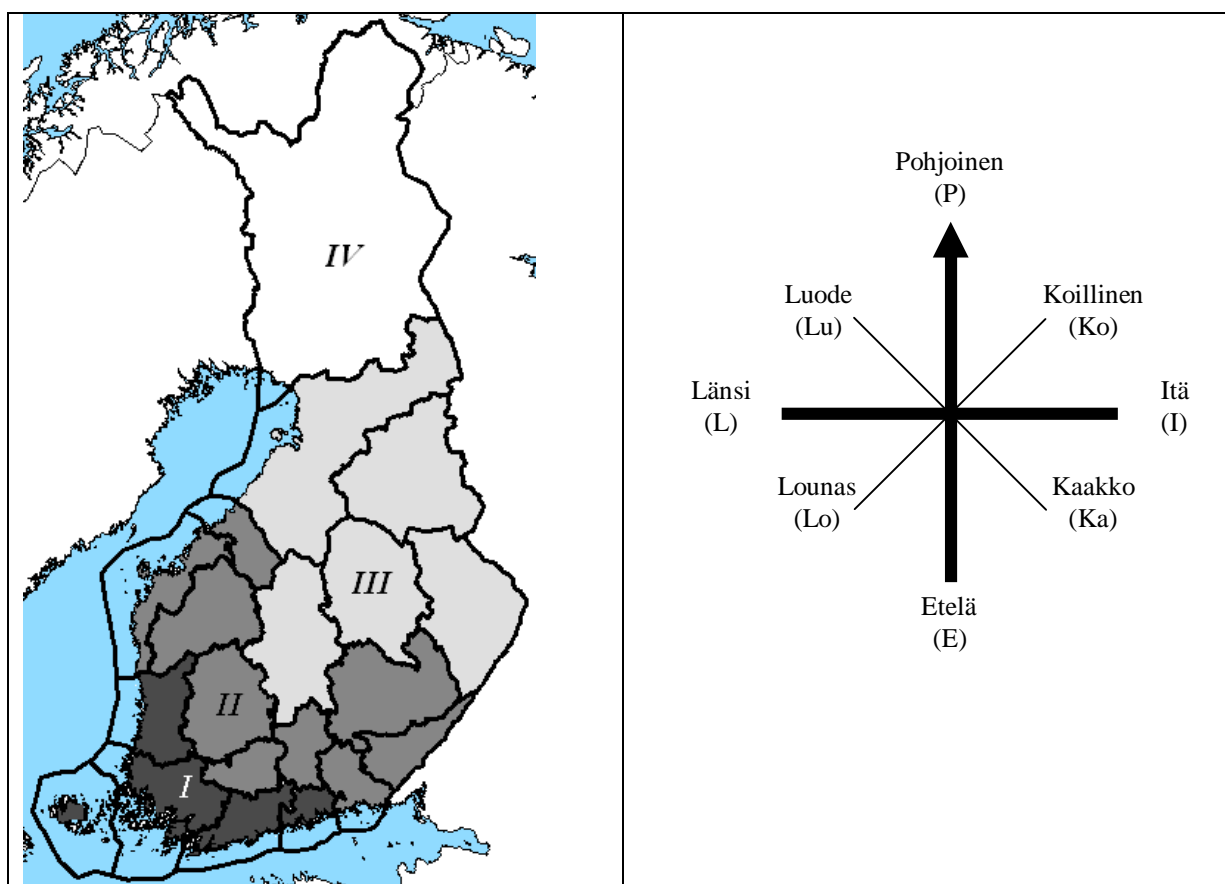 IV
III
II
I
Pohjoinen
(P)
Luode
(Lu)
Koillinen
(Ko)
Länsi
(L)
Itä
(I)
Lounas
(Lo)
Kaakko
(Ka)
Etelä
(E)